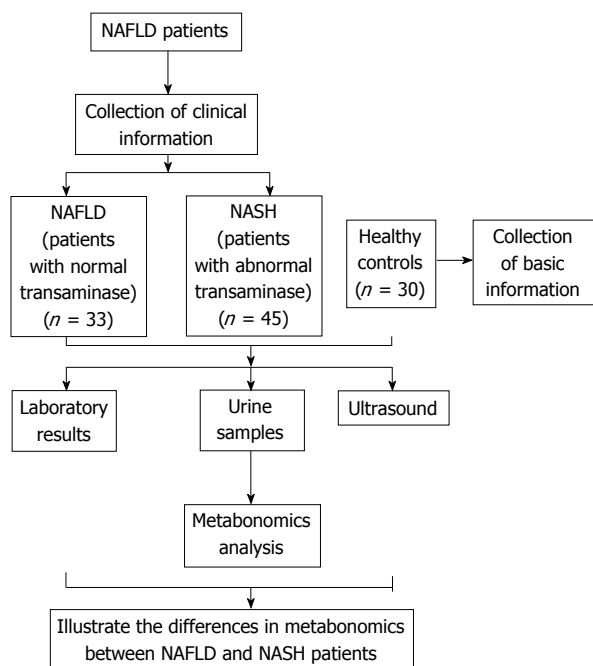 NAFLD patients
Collection of clinical
information
NAFLD
(patients
with normal
transaminase)
(n = 33)
NASH
(patients
with abnormal
transaminase)
(n = 45)
Healthy
controls
(n = 30)
Collection
of basic
information
Laboratory
results
Urine
samples
Ultrasound
Metabonomics
analysis
Illustrate the differences in metabonomics
between NAFLD and NASH patients